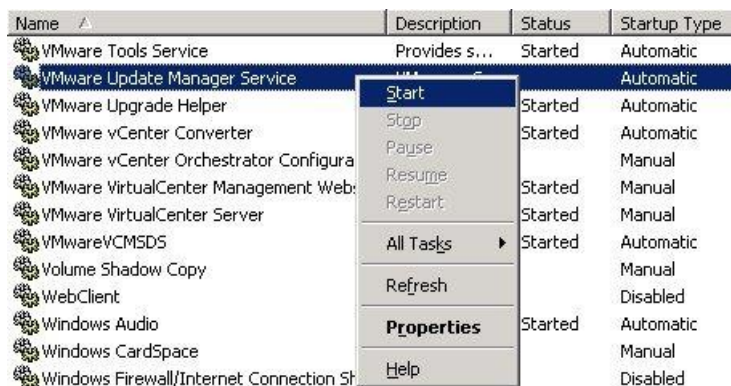 Name Description Status Startup Type
VMware Tools Service Provides s... Started Automatic
VMware Update Manager Service Automatic
Start
VMware Upgrade Helper Started Automatic
Stop
VMware vCenter Converter Started Automatic
Pause
VMware vCenter Orchestrator Configura Manual
Resume
VMware VirtualCenter Management Webs Started Manual
Restart
VMware VirtualCenter Server Started Manual
VMwareVCMSDS All Tasks Started Automatic
Volume Shadow Copy Manual
Refresh
WebClient Disabled
Windows Audio Properties Started Automatic
Windows CardSpace Manual
Help
Windows Firewall/Internet Connection Sh Disabled